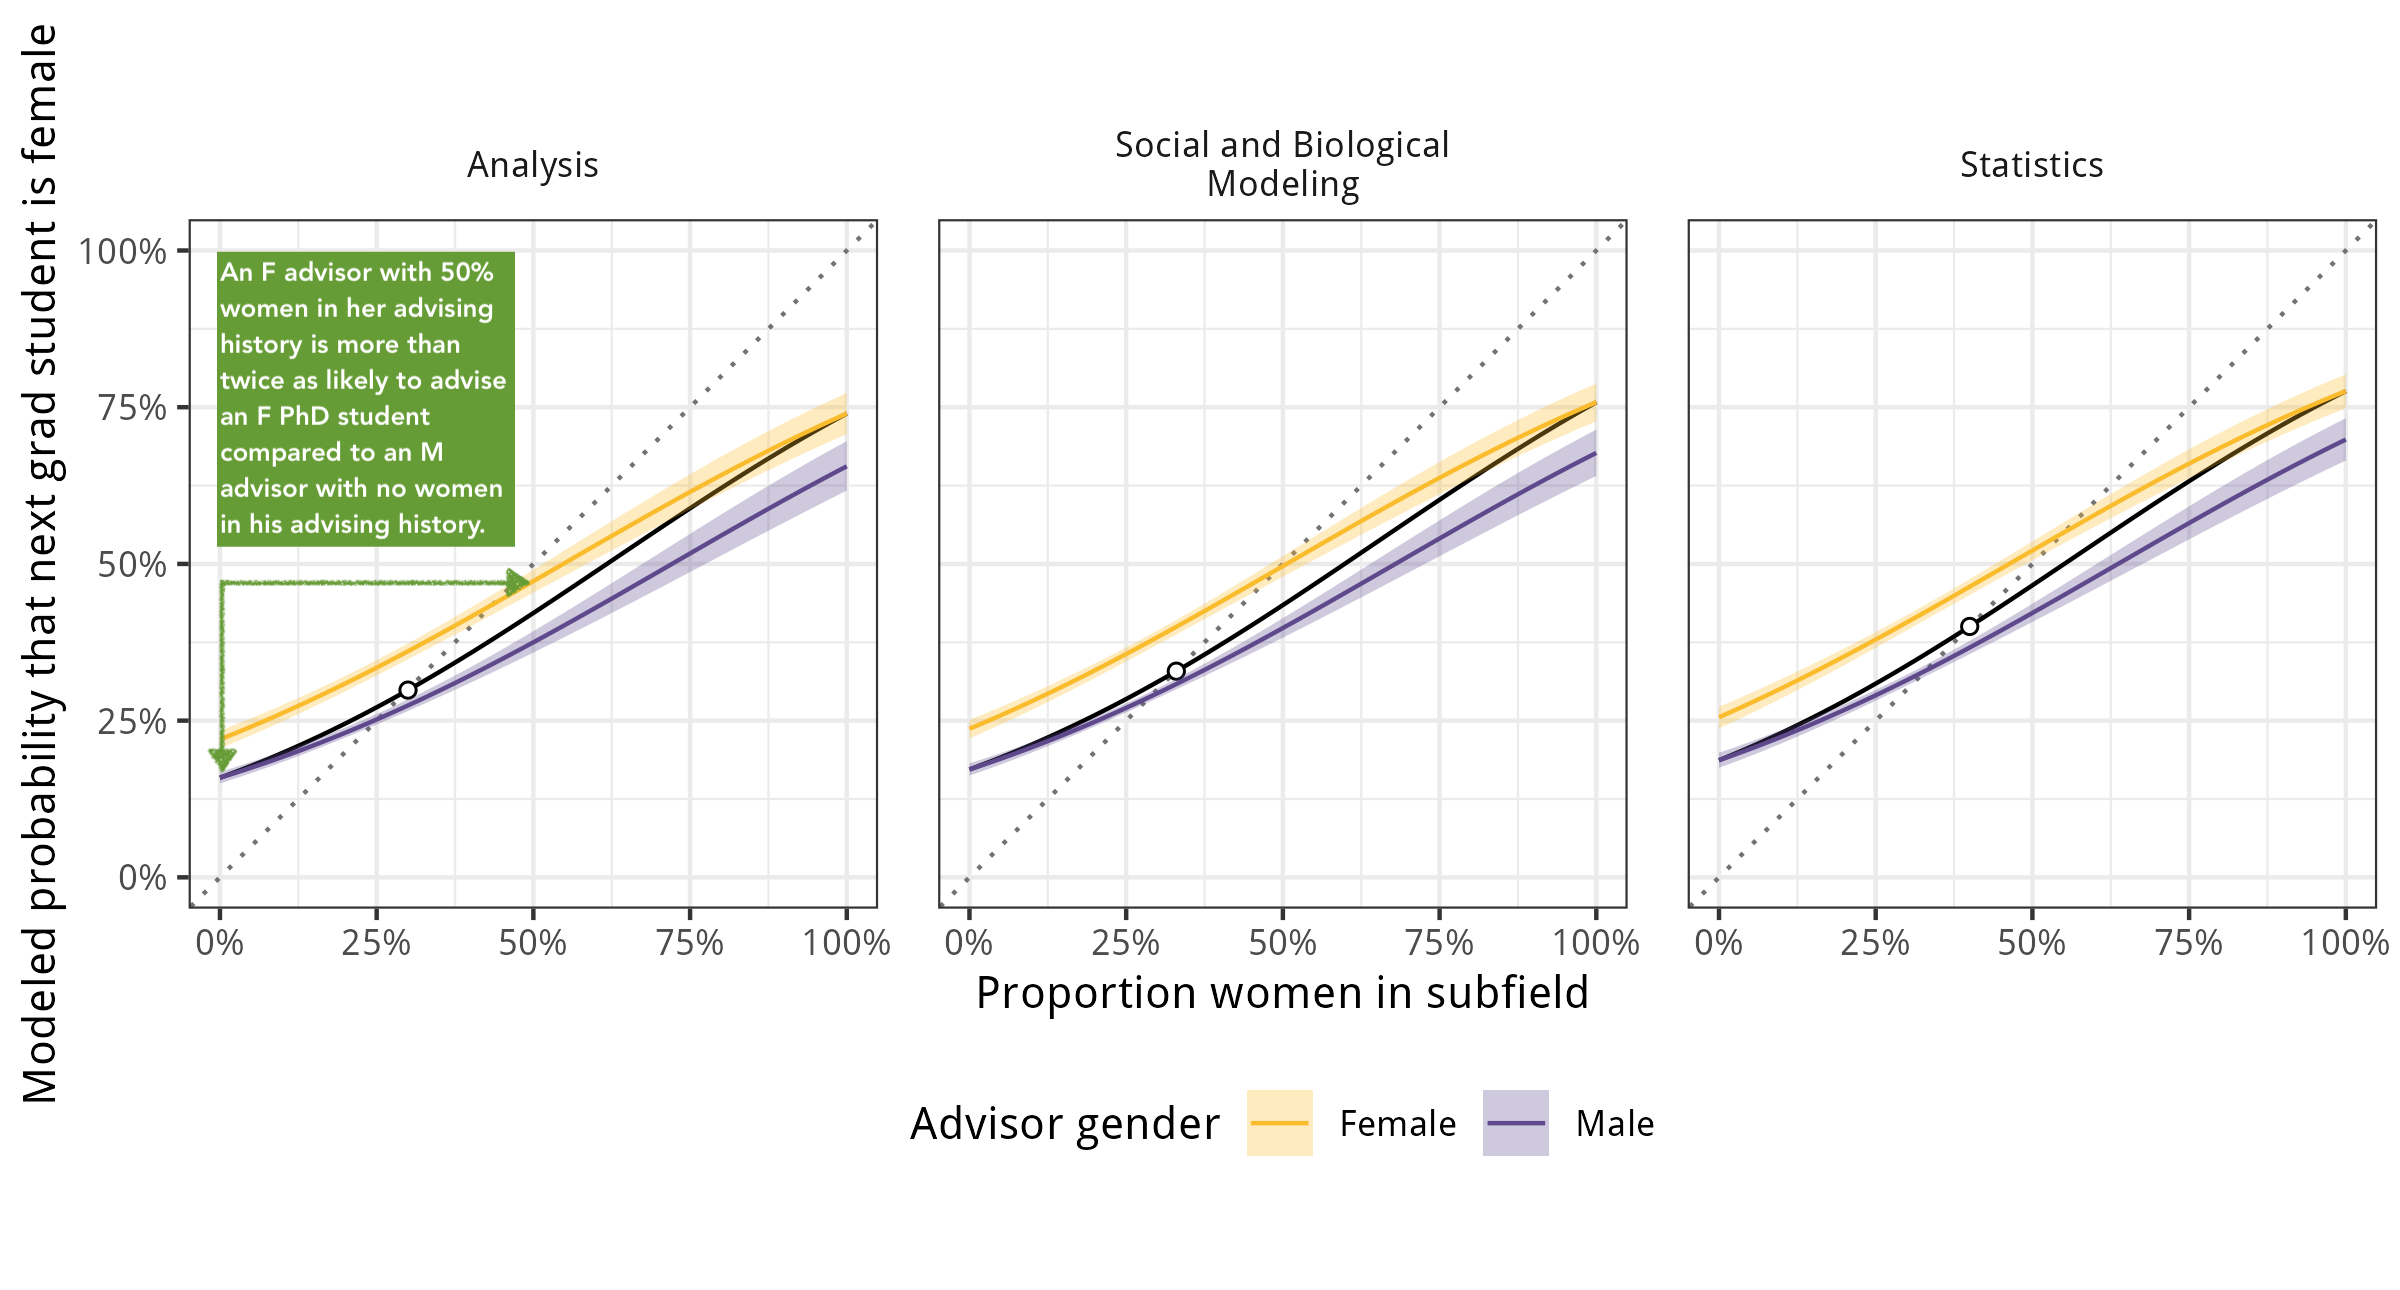 Modeled probability that next grad student is female
Analysis
Social and Biological
Modeling
Statistics
100%
75%
50%
25%
0%
An F advisor with 50%
women in her advising
history is more than
twice as likely to advise
an F PhD student
compared to an M
advisor with no women
in his advising history.
0% 25% 50% 75% 100%
0% 25% 50% 75% 100%
0% 25% 50% 75% 100%
Proportion women in subfield
Advisor gender Female Male